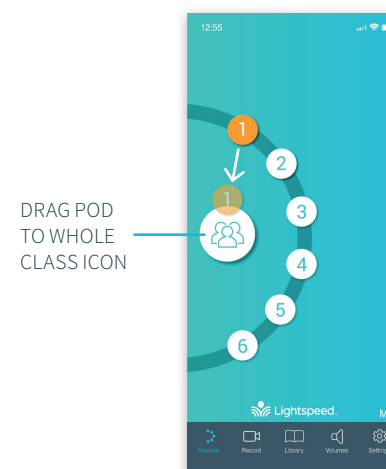 12:55
1
2
1
3
DRAG POD
TO WHOLE
CLASS ICON
4
5
6
Lightspeed.
M
Remote Record Library Volumes Settin